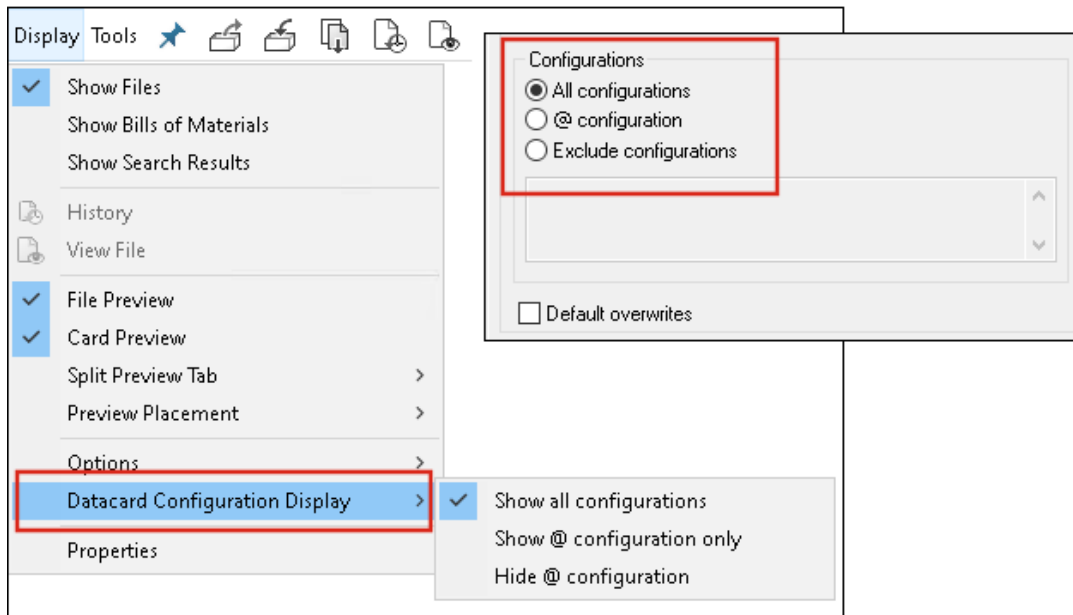 Display Tools
Show Files
Show Bills of Materials
Show Search Results
History
View File
File Preview
Card Preview
Split Preview Tab
Preview Placement
Options
Datacard Configuration Display
Properties
Show all configurations
Show @ configuration only
Hide @ configuration
Configurations
All configurations
@ configuration
Exclude configurations
Default overwrites